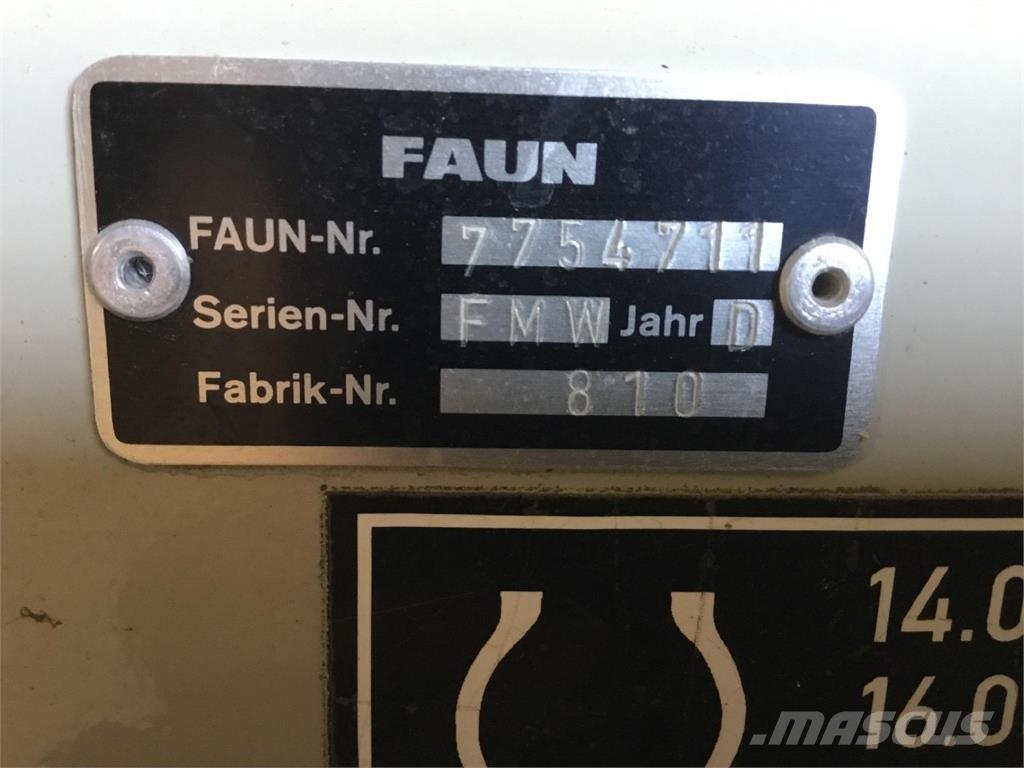 FAUN
FAUN-Nr. 7754711
Serien-Nr. FMW Jahr D
Fabrik-Nr. 810
14.0
16.0
MASCUS